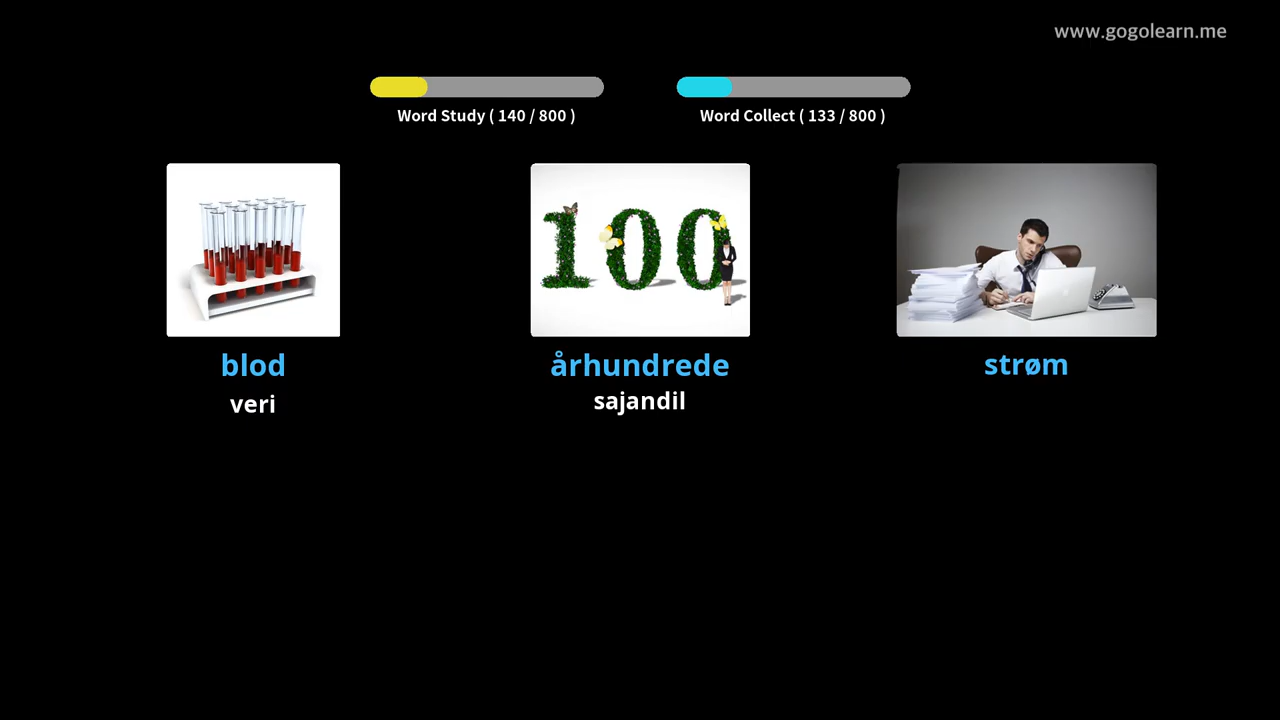 www.gogolearn.me
Word Study ( 140 / 800 )
Word Collect ( 133 / 800 )
100
blod
århundrede
strøm
veri
sajandil